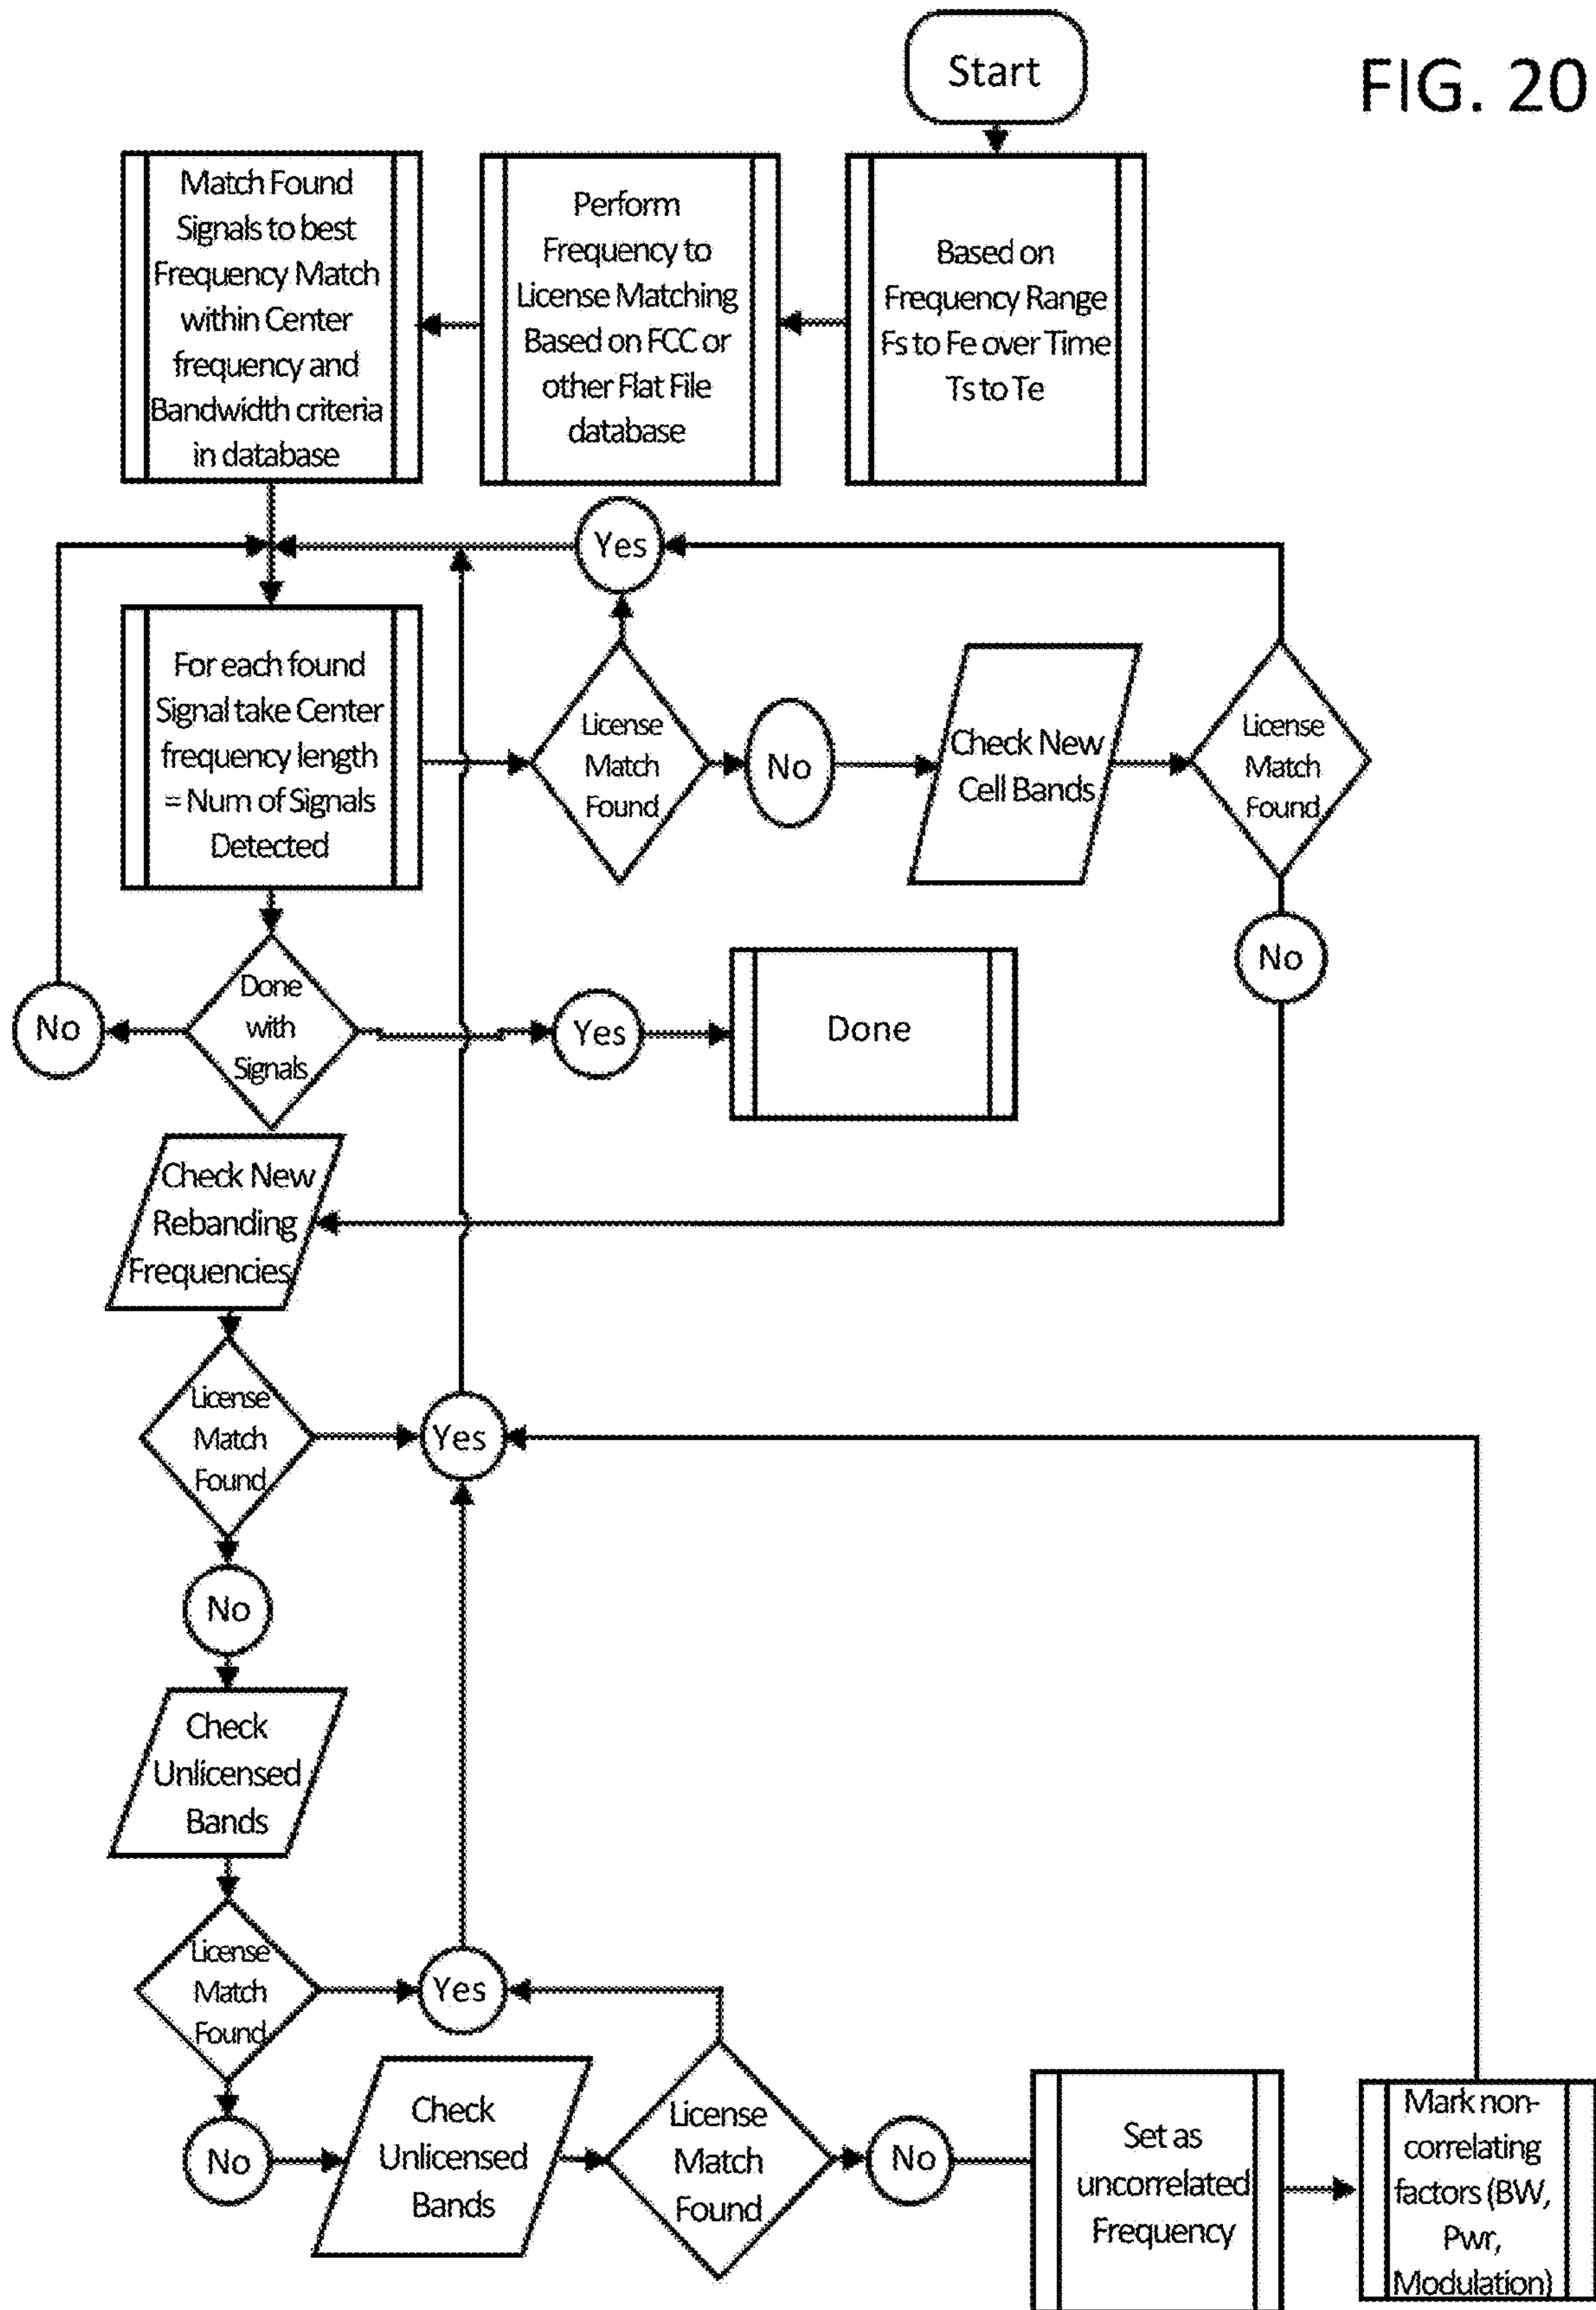 FIG. 20
Start
Based on
Frequency Range
Fs to Fe over Time
Ts to Te
Perform
Frequency to
License Matching
Based on FCC or
other Flat File
database
Match Found
Signals to best
Frequency Match
within Center
frequency and
Bandwidth criteria
in database
For each found
Signal take Center
frequency length
= Num of Signals
Detected
Yes
License
Match
Found
No
Check New
Cell Bands
License
Match
Found
No
Done
with
Signals
No
Yes
Done
Check New
Rebanding
Frequencies
License
Match
Found
Yes
No
Check
Unlicensed
Bands
License
Match
Found
Yes
No
Check
Unlicensed
Bands
License
Match
Found
No
Set as
uncorrelated
Frequency
Mark non-
correlating
factors (BW,
Pwr,
Modulation)